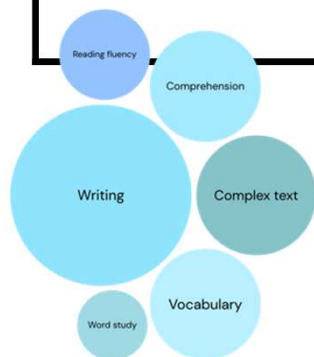 Reading fluency
Comprehension
Writing
Complex text
Vocabulary
Word study